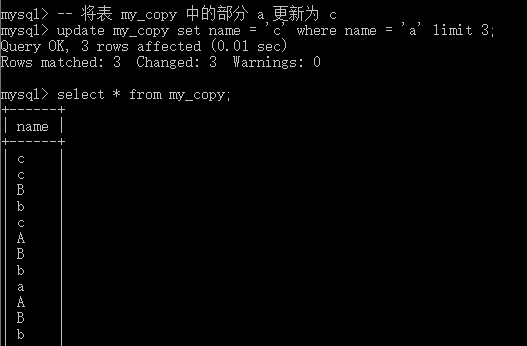 mysql> -- 将表 my_copy 中的部分 a 更新为 c
mysql> update my_copy set name = 'c' where name = 'a' limit 3;
Query OK, 3 rows affected (0.01 sec)
Rows matched: 3  Changed: 3  Warnings: 0
mysql> select * from my_copy;
+------+
| name |
+------+
| c    |
| c    |
| B    |
| b    |
| c    |
| A    |
| B    |
| b    |
| a    |
| A    |
| B    |
| b    |